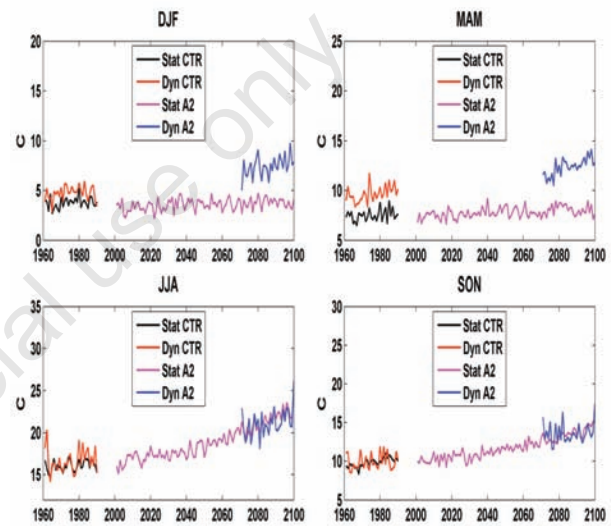 DJF
20
15
10
5
0
C
Stat CTR
Dyn CTR
Stat A2
Dyn A2
1960 1980 2000 2020 2040 2060 2080 2100
MAM
25
20
15
10
5
Stat CTR
Dyn CTR
Stat A2
Dyn A2
1960 1980 2000 2020 2040 2060 2080 2100
JJA
35
30
25
20
15
C
Stat CTR
Dyn CTR
Stat A2
Dyn A2
1960 1980 2000 2020 2040 2060 2080 2100
SON
30
25
20
15
10
5
C
Stat CTR
Dyn CTR
Stat A2
Dyn A2
1960 1980 2000 2020 2040 2060 2080 2100
ial use only